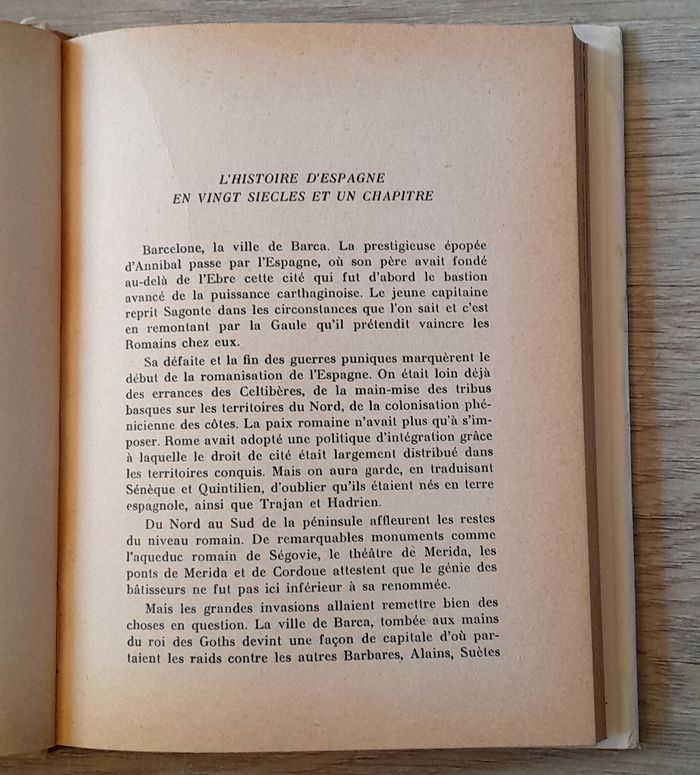 L'HISTOIRE D'ESPAGNE
EN VINGT SIECLES ET UN CHAPITRE
Barcelone, la ville de Barca. La prestigieuse épopée
d'Annibal passe par l'Espagne, où son père avait fondé
au-delà de l'Ebre cette cité qui fut d'abord le bastion
avancé de la puissance carthaginoise. Le jeune capitaine
reprit Sagonte dans les circonstances que l'on sait et c'est
en remontant par la Gaule qu'il prétendit vaincre les
Romains chez eux.
Sa défaite et la fin des guerres puniques marquèrent le
début de la romanisation de l'Espagne. On était loin déjà
des errances des Celtibères, de la main-mise des tribus
basques sur les territoires du Nord, de la colonisation phé-
nicienne des côtes. La paix romaine n'avait plus qu'à s'im-
poser. Rome avait adopté une politique d'intégration grâce
à laquelle le droit de cité était largement distribué dans
les territoires conquis. Mais on aura garde, en traduisant
Sénèque et Quintilien, d'oublier qu'ils étaient nés en terre
espagnole, ainsi que Trajan et Hadrien.
Du Nord au Sud de la péninsule affleurent les restes
du niveau romain. De remarquables monuments comme
l'aqueduc romain de Ségovie, le théâtre de Merida, les
ponts de Merida et de Cordoue attestent que le génie des
bâtisseurs ne fut pas ici inférieur à sa renommée.
Mais les grandes invasions allaient remettre bien des
choses en question. La ville de Barca, tombée aux mains
du roi des Goths devint une façon de capitale d'où par-
taient les raids contre les autres Barbares, Alains, Suètes